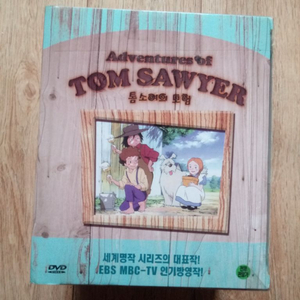 Adventures of
TOM SAWYER
톰소여의 모험
세계명작 시리즈의 대표작!
EBS MBC-TV 인기방영작!
DVD